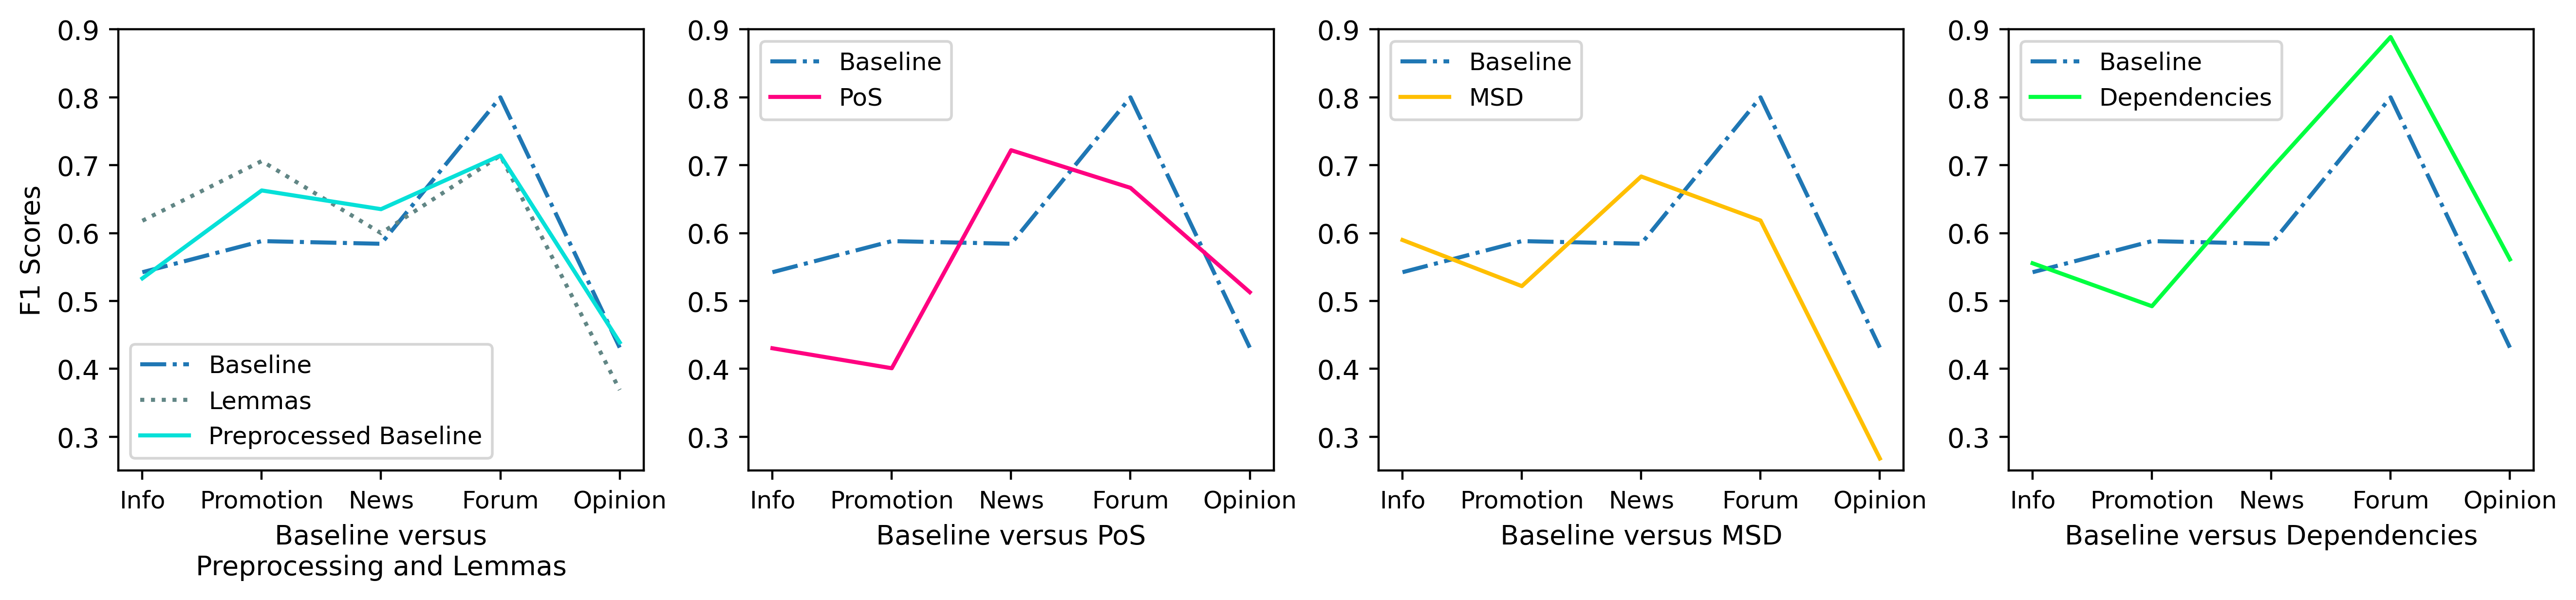 F1 Scores
0.9
0.8
0.7
0.6
0.5
0.4
0.3
Baseline
Lemmas
Preprocessed Baseline
Info Promotion News Forum Opinion
Baseline versus
Preprocessing and Lemmas
0.9
0.8
0.7
0.6
0.5
0.4
0.3
Baseline
PoS
Info Promotion News Forum Opinion
Baseline versus PoS
0.9
0.8
0.7
0.6
0.5
0.4
0.3
Baseline
MSD
Info Promotion News Forum Opinion
Baseline versus MSD
0.9
0.8
0.7
0.6
0.5
0.4
0.3
Baseline
Dependencies
Info Promotion News Forum Opinion
Baseline versus Dependencies